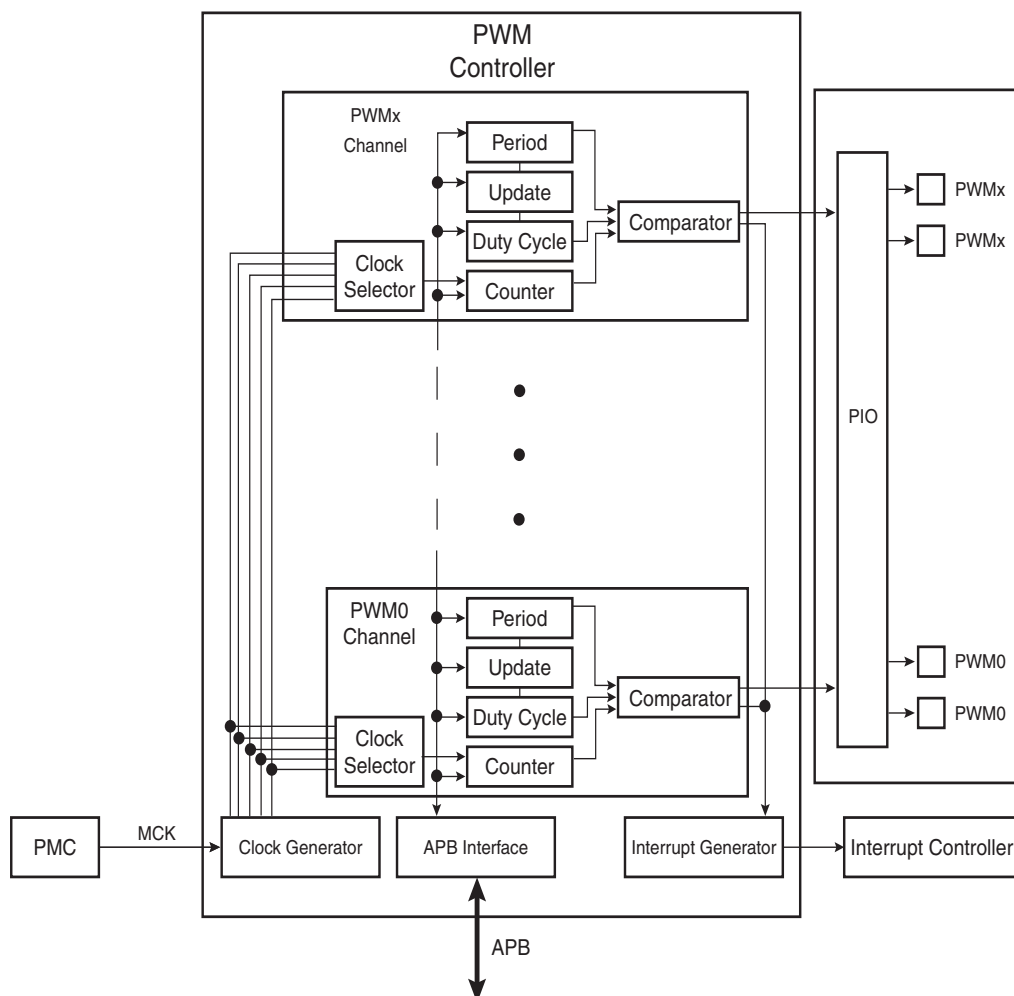 PWM
Controller
PWMx
Channel
Period
Update
Duty Cycle
Clock
Selector
Counter
Comparator
PIO
PWMx
PWMx
PWM0
Channel
Period
Update
Duty Cycle
Clock
Selector
Counter
Comparator
PWM0
PWM0
PMC
MCK
Clock Generator
APB Interface
Interrupt Generator
Interrupt Controller
APB